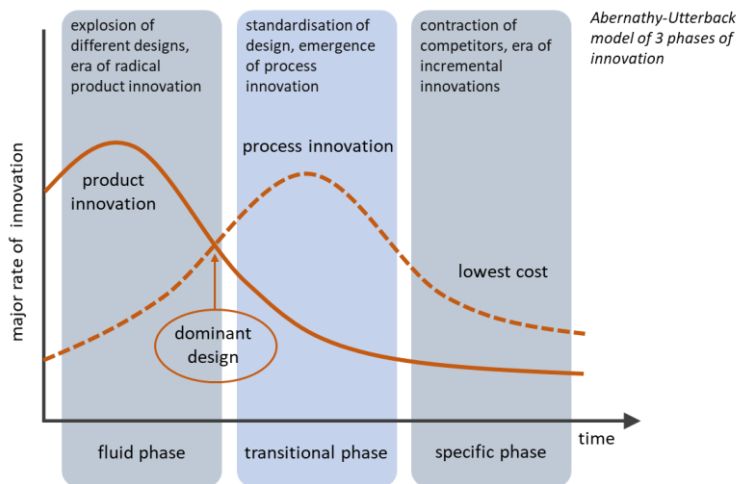 explosion of
different designs,
era of radical
product innovation
standardisation of
design, emergence
of process
innovation
contraction of
competitors, era of
incremental
innovations
Abernathy-Utterback
model of 3 phases of
innovation
major rate of innovation
product
innovation
process innovation
lowest cost
dominant
design
time
fluid phase
transitional phase
specific phase